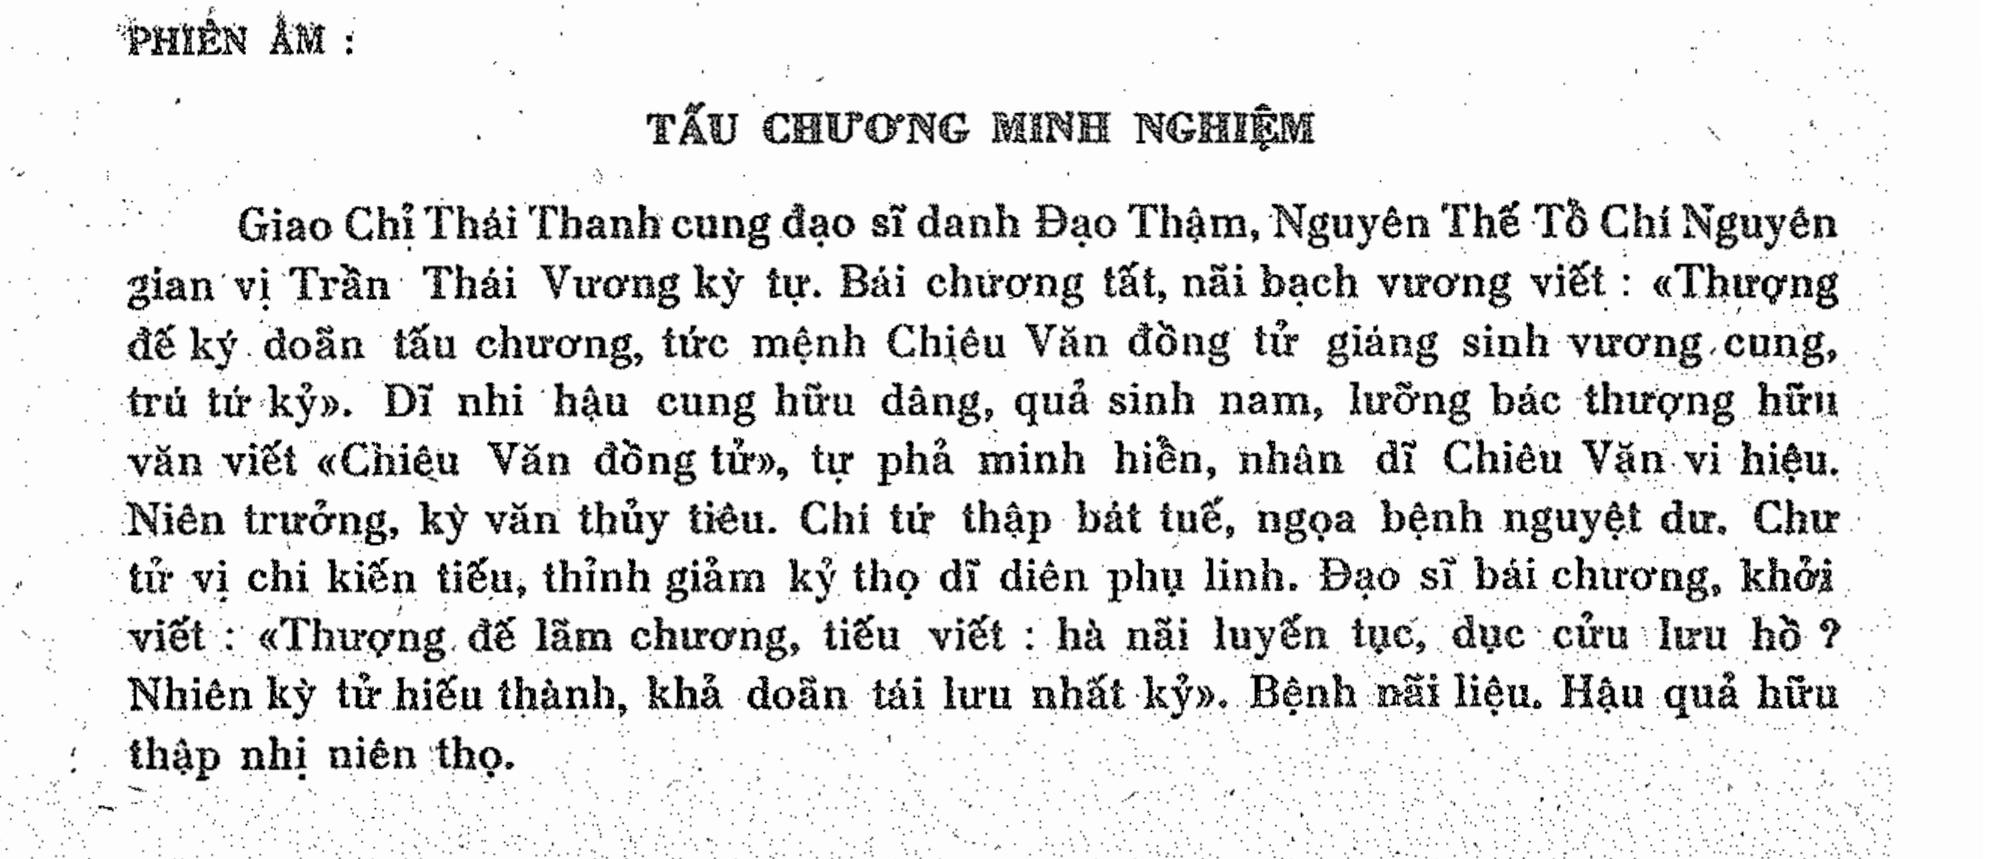 PHIÊN ÂM :
TẤU CHƯƠNG MINH NGHIỆM
Giao Chỉ Thái Thanh cung đạo sĩ danh Đạo Thậm, Nguyên Thế Tổ Chí Nguyên
gian vị Trần Thái Vương kỳ tự. Bái chương tất, nãi bạch vương viết : «Thượng
đế ký doãn tấu chương, tức mệnh Chiêu Văn đồng tử giáng sinh vương cung,
trú tứ kỷ». Dĩ nhi hậu cung hữu dâng, quả sinh nam, lưỡng bác thượng hữu
văn viết «Chiêu Văn đồng tử», tự phả minh hiển, nhân dĩ Chiêu Văn vi hiệu.
Niên trưởng, kỳ văn thủy tiêu. Chí tứ thập bát tuế, ngọa bệnh nguyệt dư. Chư
tử vị chi kiến tiếu, thỉnh giảm kỷ thọ dĩ diên phụ linh. Đạo sĩ bái chương, khởi
viết : «Thượng đế lãm chương, tiếu viết : hà nãi luyến tục, dục cửu lưu hồ ?
Nhiên kỳ tử hiếu thành, khả doãn tái lưu nhất kỷ». Bệnh nãi liệu. Hậu quả hữu
thập nhị niên thọ.